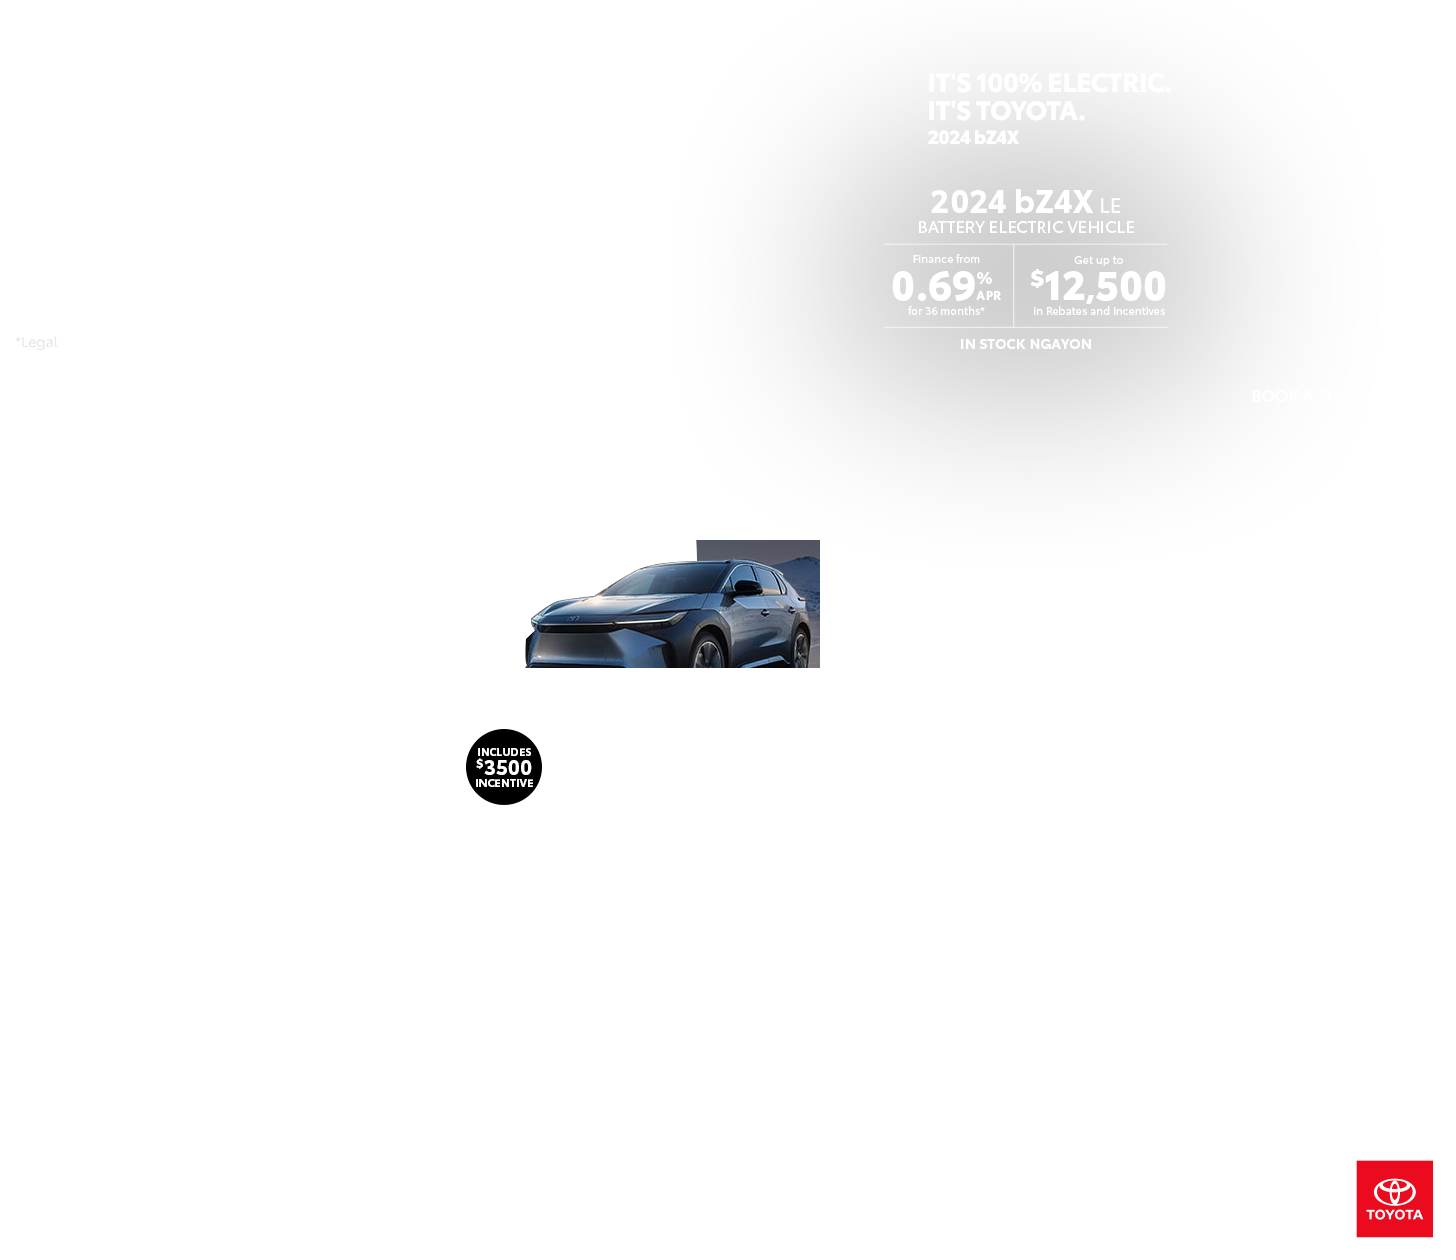 IT'S 100% ELECTRIC.
IT'S TOYOTA.
2024 bZ4X
2024 bZ4X LE
BATTERY ELECTRIC VEHICLE
Finance from
0.69% APR
for 36 months*
Get up to
$12,500
in Rebates and Incentives
IN STOCK NGAYON
*Legal
BOOK A
INCLUDES
$3500
INCENTIVE
TOYOTA